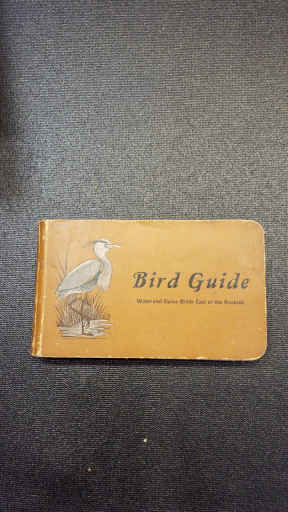 Bird Guide
Water and Game Birds East of the Rockies